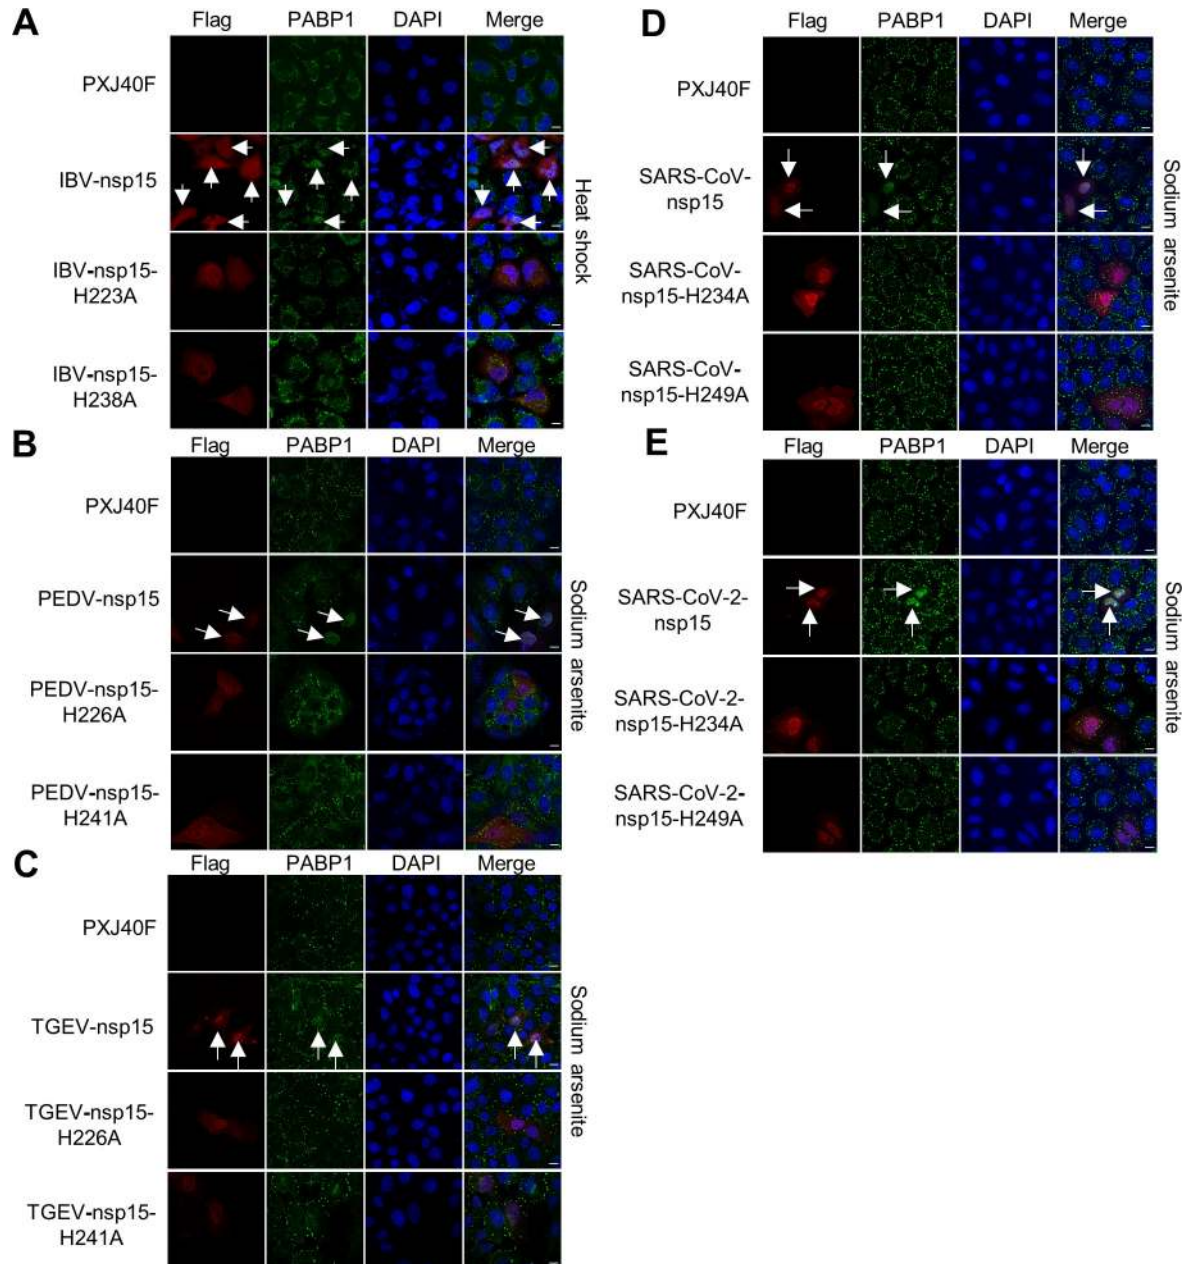 A
Flag PABP1 DAPI Merge
PXJ40F
IBV-nsp15
IBV-nsp15-
H223A
IBV-nsp15-
H238A
Heat shock
B
Flag PABP1 DAPI Merge
PXJ40F
PEDV-nsp15
PEDV-nsp15-
H226A
PEDV-nsp15-
H241A
Sodium arsenite
C
Flag PABP1 DAPI Merge
PXJ40F
TGEV-nsp15
TGEV-nsp15-
H226A
TGEV-nsp15-
H241A
Sodium arsenite
D
Flag PABP1 DAPI Merge
PXJ40F
SARS-CoV-
nsp15
SARS-CoV-
nsp15-H234A
SARS-CoV-
nsp15-H249A
Sodium arsenite
E
Flag PABP1 DAPI Merge
PXJ40F
SARS-CoV-2-
nsp15
SARS-CoV-2-
nsp15-H234A
SARS-CoV-2-
nsp15-H249A
Sodium arsenite